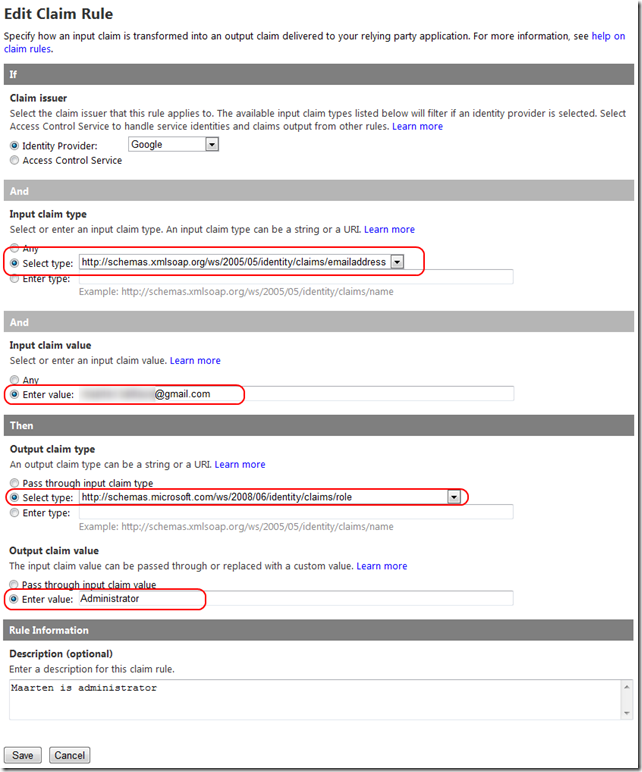 Edit Claim Rule
Specify how an input claim is transformed into an output claim delivered to your relying party application. For more information, see help on
claim rules.
If
Claim issuer
Select the claim issuer that this rule applies to. The available input claim types listed below will filter if an identity provider is selected. Select
Access Control Service to handle service identities and claims output from other rules. Learn more
Identity Provider: Google
Access Control Service
And
Input claim type
Select or enter an input claim type. An input claim type can be a string or a URI. Learn more
Any
Select type: http://schemas.xmlsoap.org/ws/2005/05/identity/claims/emailaddress
Enter type:
Example: http://schemas.xmlsoap.org/ws/2005/05/identity/claims/name
And
Input claim value
Select or enter an input claim value. Learn more
Any
Enter value: @gmail.com
Then
Output claim type
An output claim type can be a string or a URI. Learn more
Pass through input claim type
Select type: http://schemas.microsoft.com/ws/2008/06/identity/claims/role
Enter type:
Example: http://schemas.xmlsoap.org/ws/2005/05/identity/claims/name
Output claim value
The input claim value can be passed through or replaced with a custom value. Learn more
Pass through input claim value
Enter value: Administrator
Rule Information
Description (optional)
Enter a description for this claim rule.
Maarten is administrator
Save Cancel